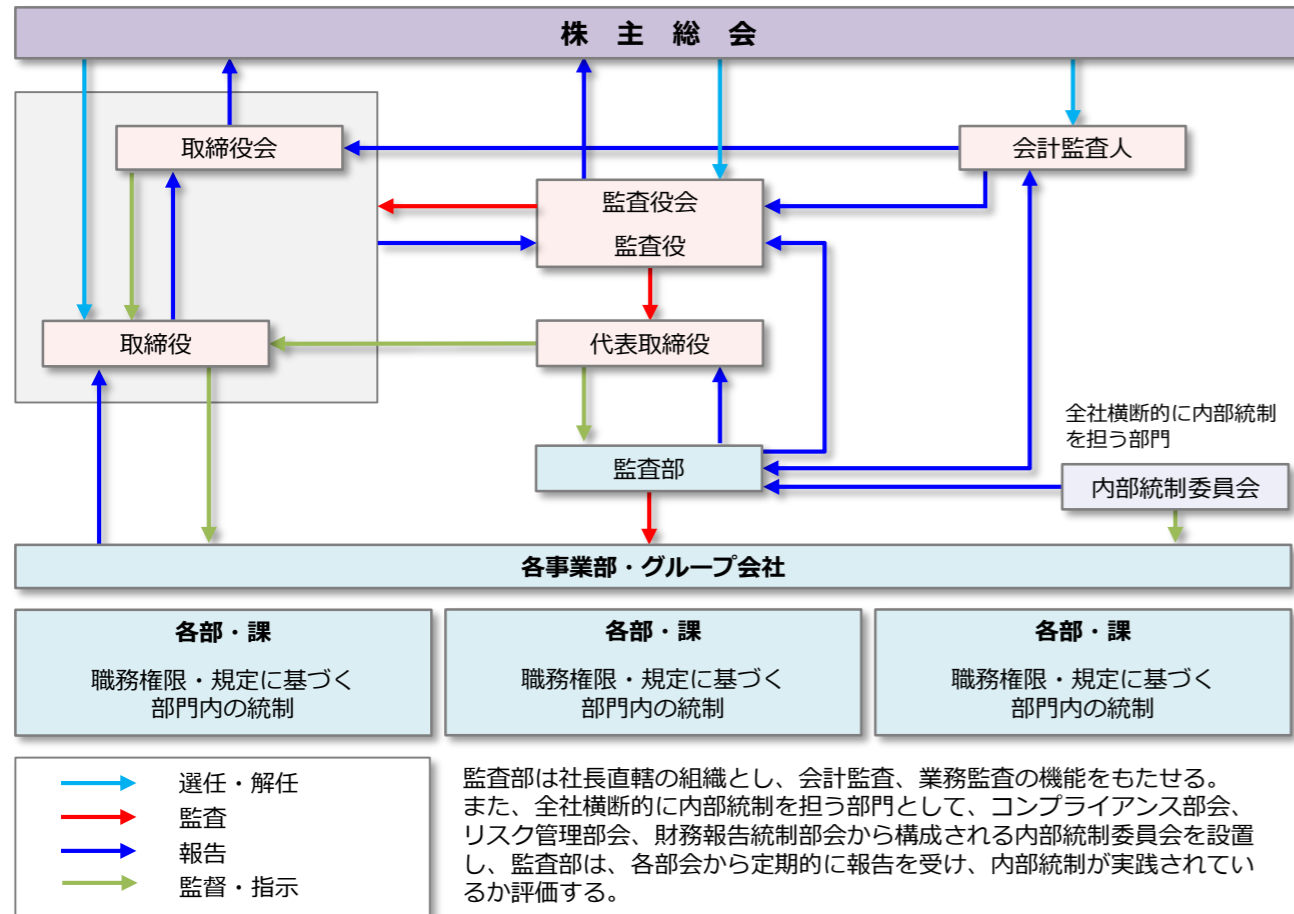 株 主 総 会
取締役会
会計監査人
監査役会
監査役
取締役
代表取締役
全社横断的に内部統制
を担う部門
監査部
内部統制委員会
各事業部・グループ会社
各部・課
職務権限・規定に基づく
部門内の統制
各部・課
職務権限・規定に基づく
部門内の統制
各部・課
職務権限・規定に基づく
部門内の統制
選任・解任
監査
報告
監督・指示
監査部は社長直轄の組織とし、会計監査、業務監査の機能をもたせる。
また、全社横断的に内部統制を担う部門として、コンプライアンス部会、
リスク管理部会、財務報告統制部会から構成される内部統制委員会を設置
し、監査部は、各部会から定期的に報告を受け、内部統制が実践されてい
るか評価する。